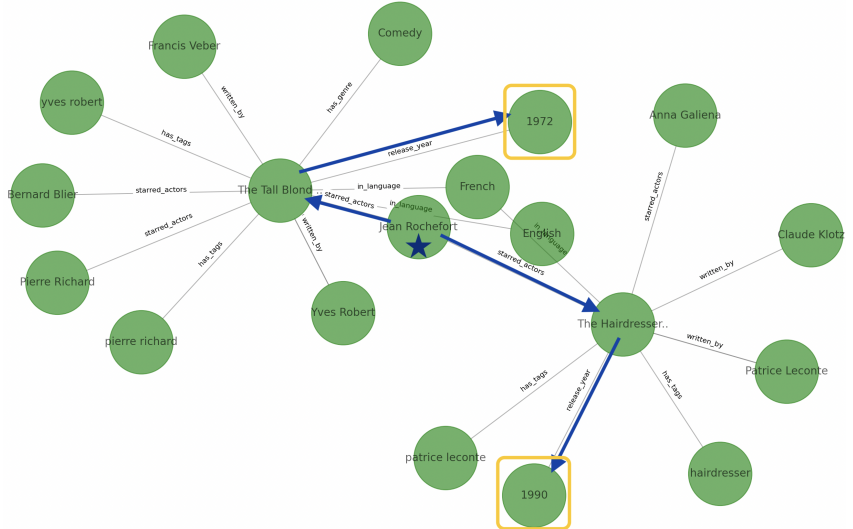 Comedy
Francis Veber
has_genre
written_by
yves robert
1972
Anna Galiena
has_tags
release_year
The Tall Blond..
in_language
French
Bernard Blier
starred_actors
starred_actors
in_language
starred_actors
Jean Rochefort
English
in_language
Claude Klotz
starred_actors
written_by
has_tags
starred_actors
written_by
Pierre Richard
Yves Robert
The Hairdresser..
pierre richard
written_by
Patrice Leconte
has_tags
release_year
has_tags
patrice leconte
hairdresser
1990